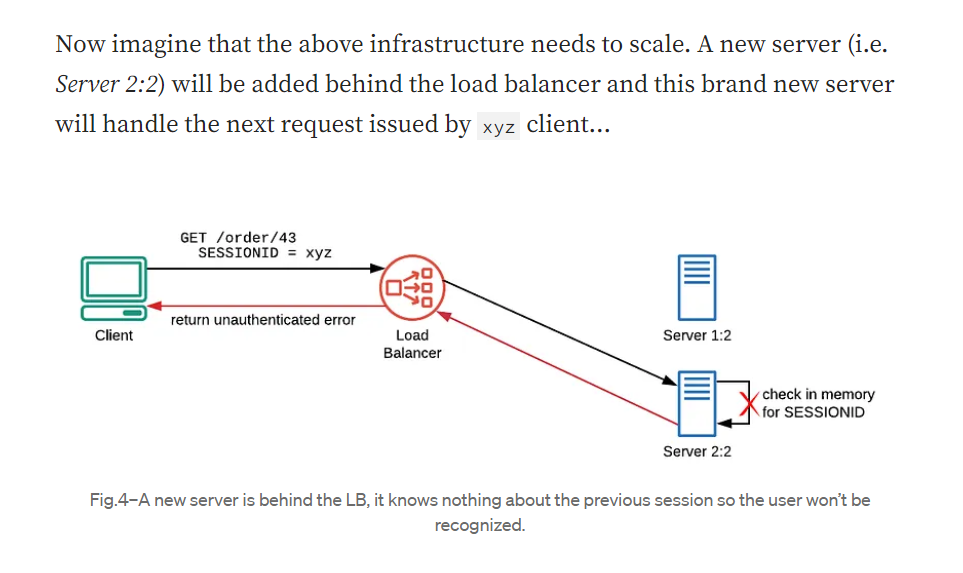 Now imagine that the above infrastructure needs to scale. A new server (i.e.
Server 2:2) will be added behind the load balancer and this brand new server
will handle the next request issued by xyz client...
GET /order/43
SESSIONID = xyz
return unauthenticated error
Client
Load
Balancer
Server 1:2
check in memory
for SESSIONID
Server 2:2
Fig.4–A new server is behind the LB, it knows nothing about the previous session so the user won’t be
recognized.